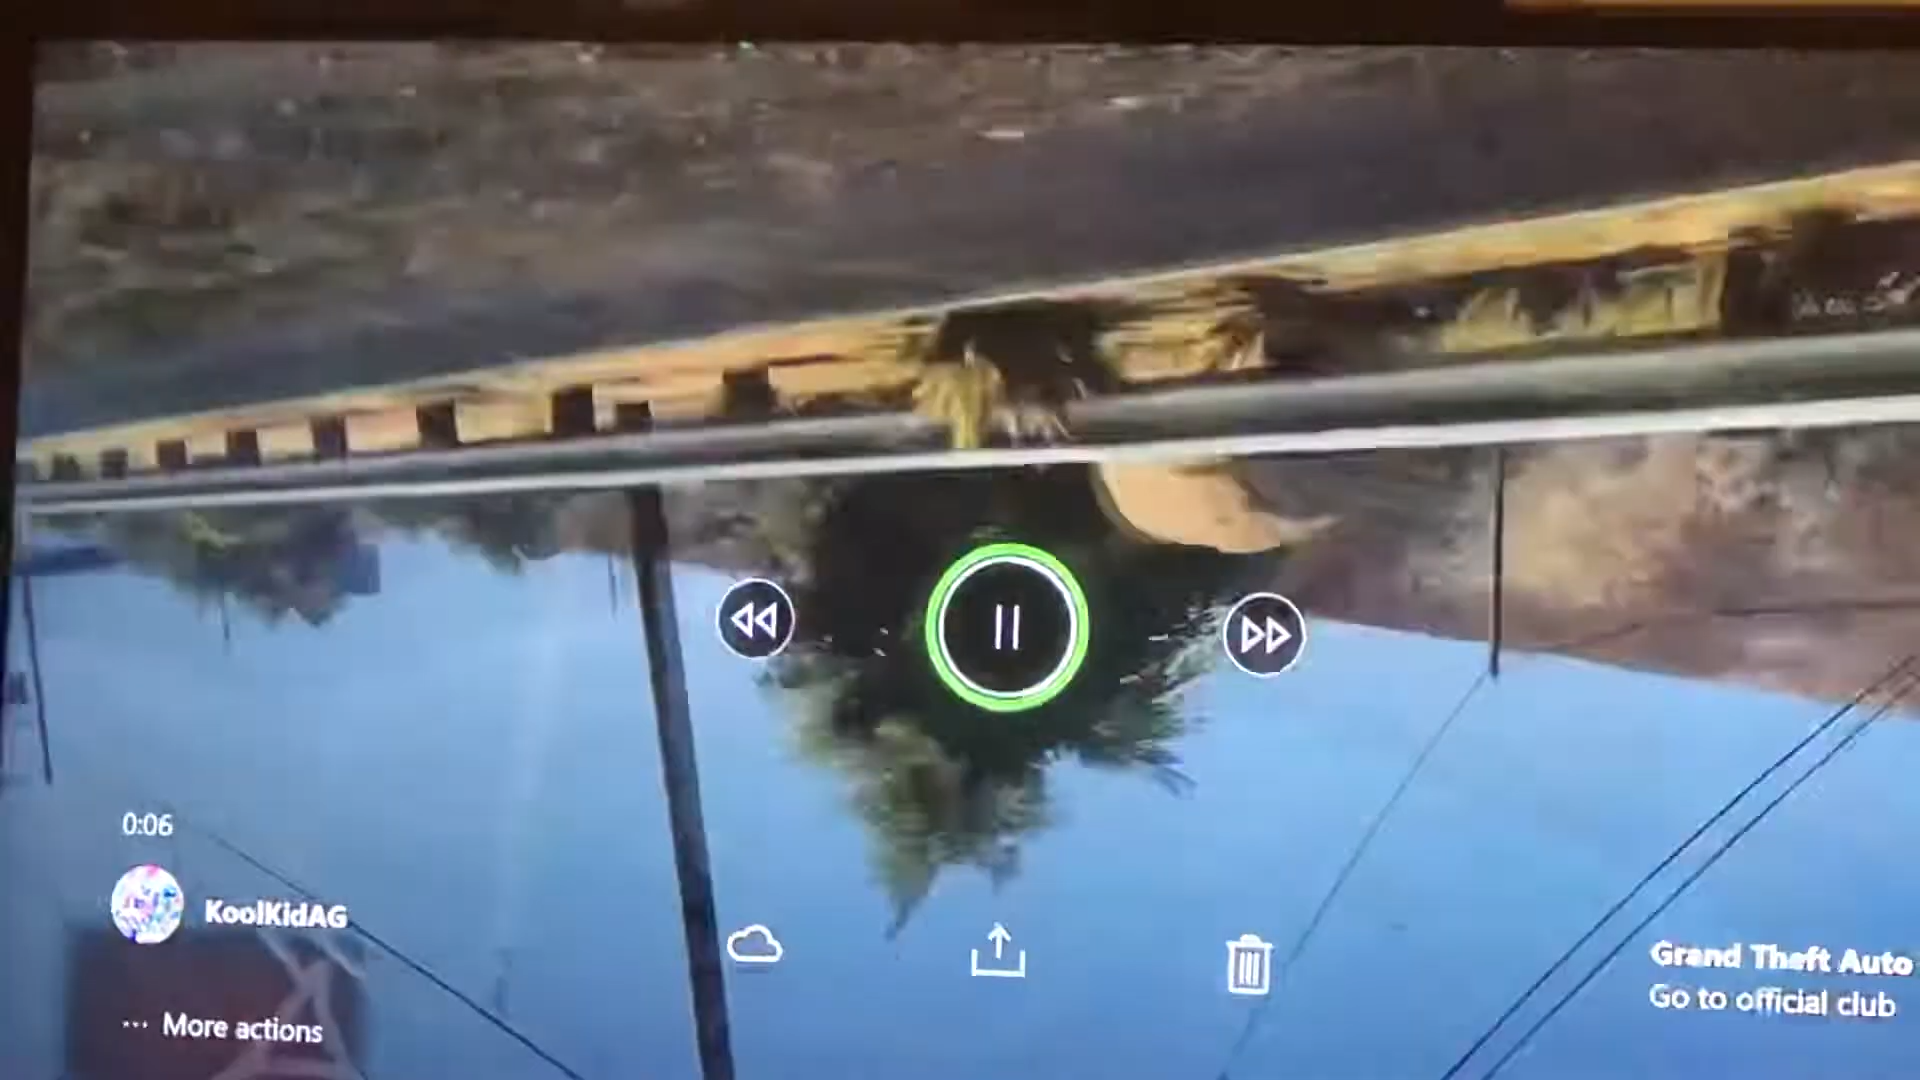 0:06
KoolKidAG
Grand Theft Auto
Go to official club
··· More actions